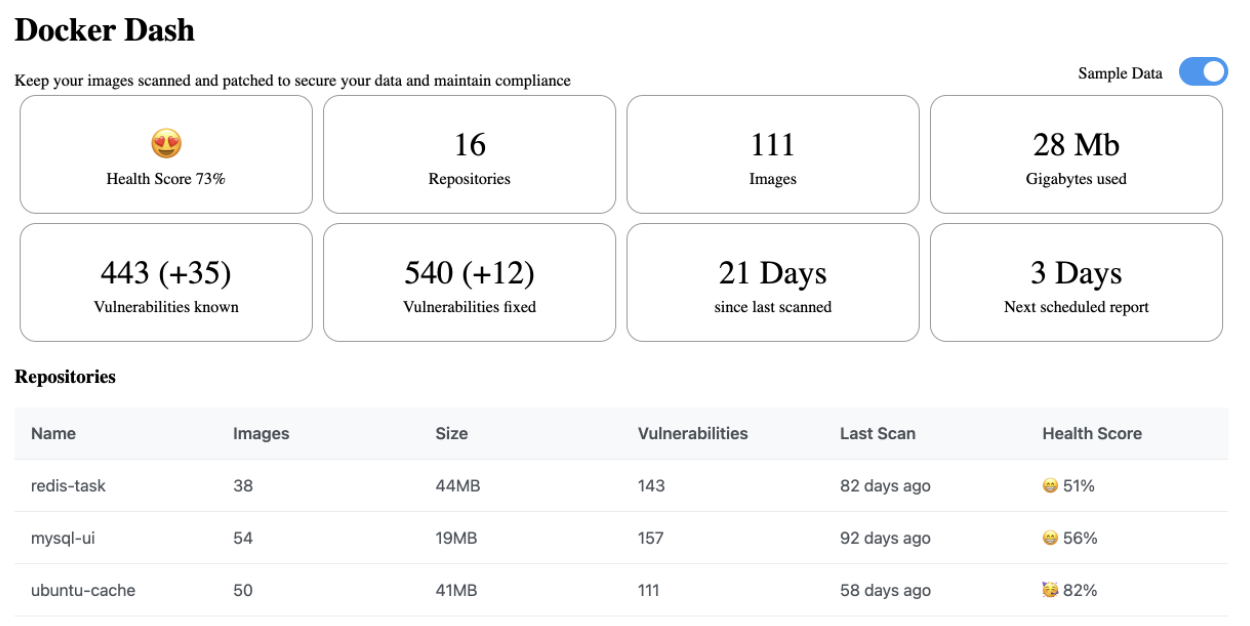 Docker Dash
Keep your images scanned and patched to secure your data and maintain compliance
Sample Data
😍
Health Score 73%
16
Repositories
111
Images
28 Mb
Gigabytes used
443 (+35)
Vulnerabilities known
540 (+12)
Vulnerabilities fixed
21 Days
since last scanned
3 Days
Next scheduled report
Repositories
Name Images Size Vulnerabilities Last Scan Health Score
redis-task 38 44MB 143 82 days ago 😁 51%
mysql-ui 54 19MB 157 92 days ago 😁 56%
ubuntu-cache 50 41MB 111 58 days ago 🥳 82%